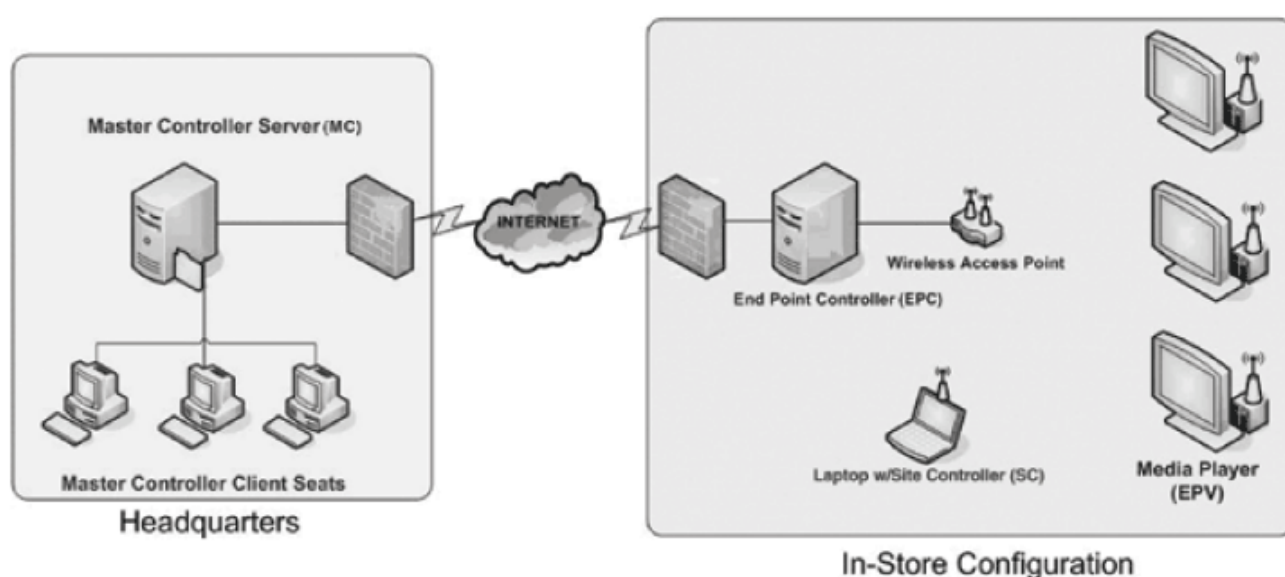 Master Controller Server (MC)
INTERNET
Wireless Access Point
End Point Controller (EPC)
Laptop w/Site Controller (SC)
Media Player
(EPV)
Master Controller Client Seats
Headquarters
In-Store Configuration